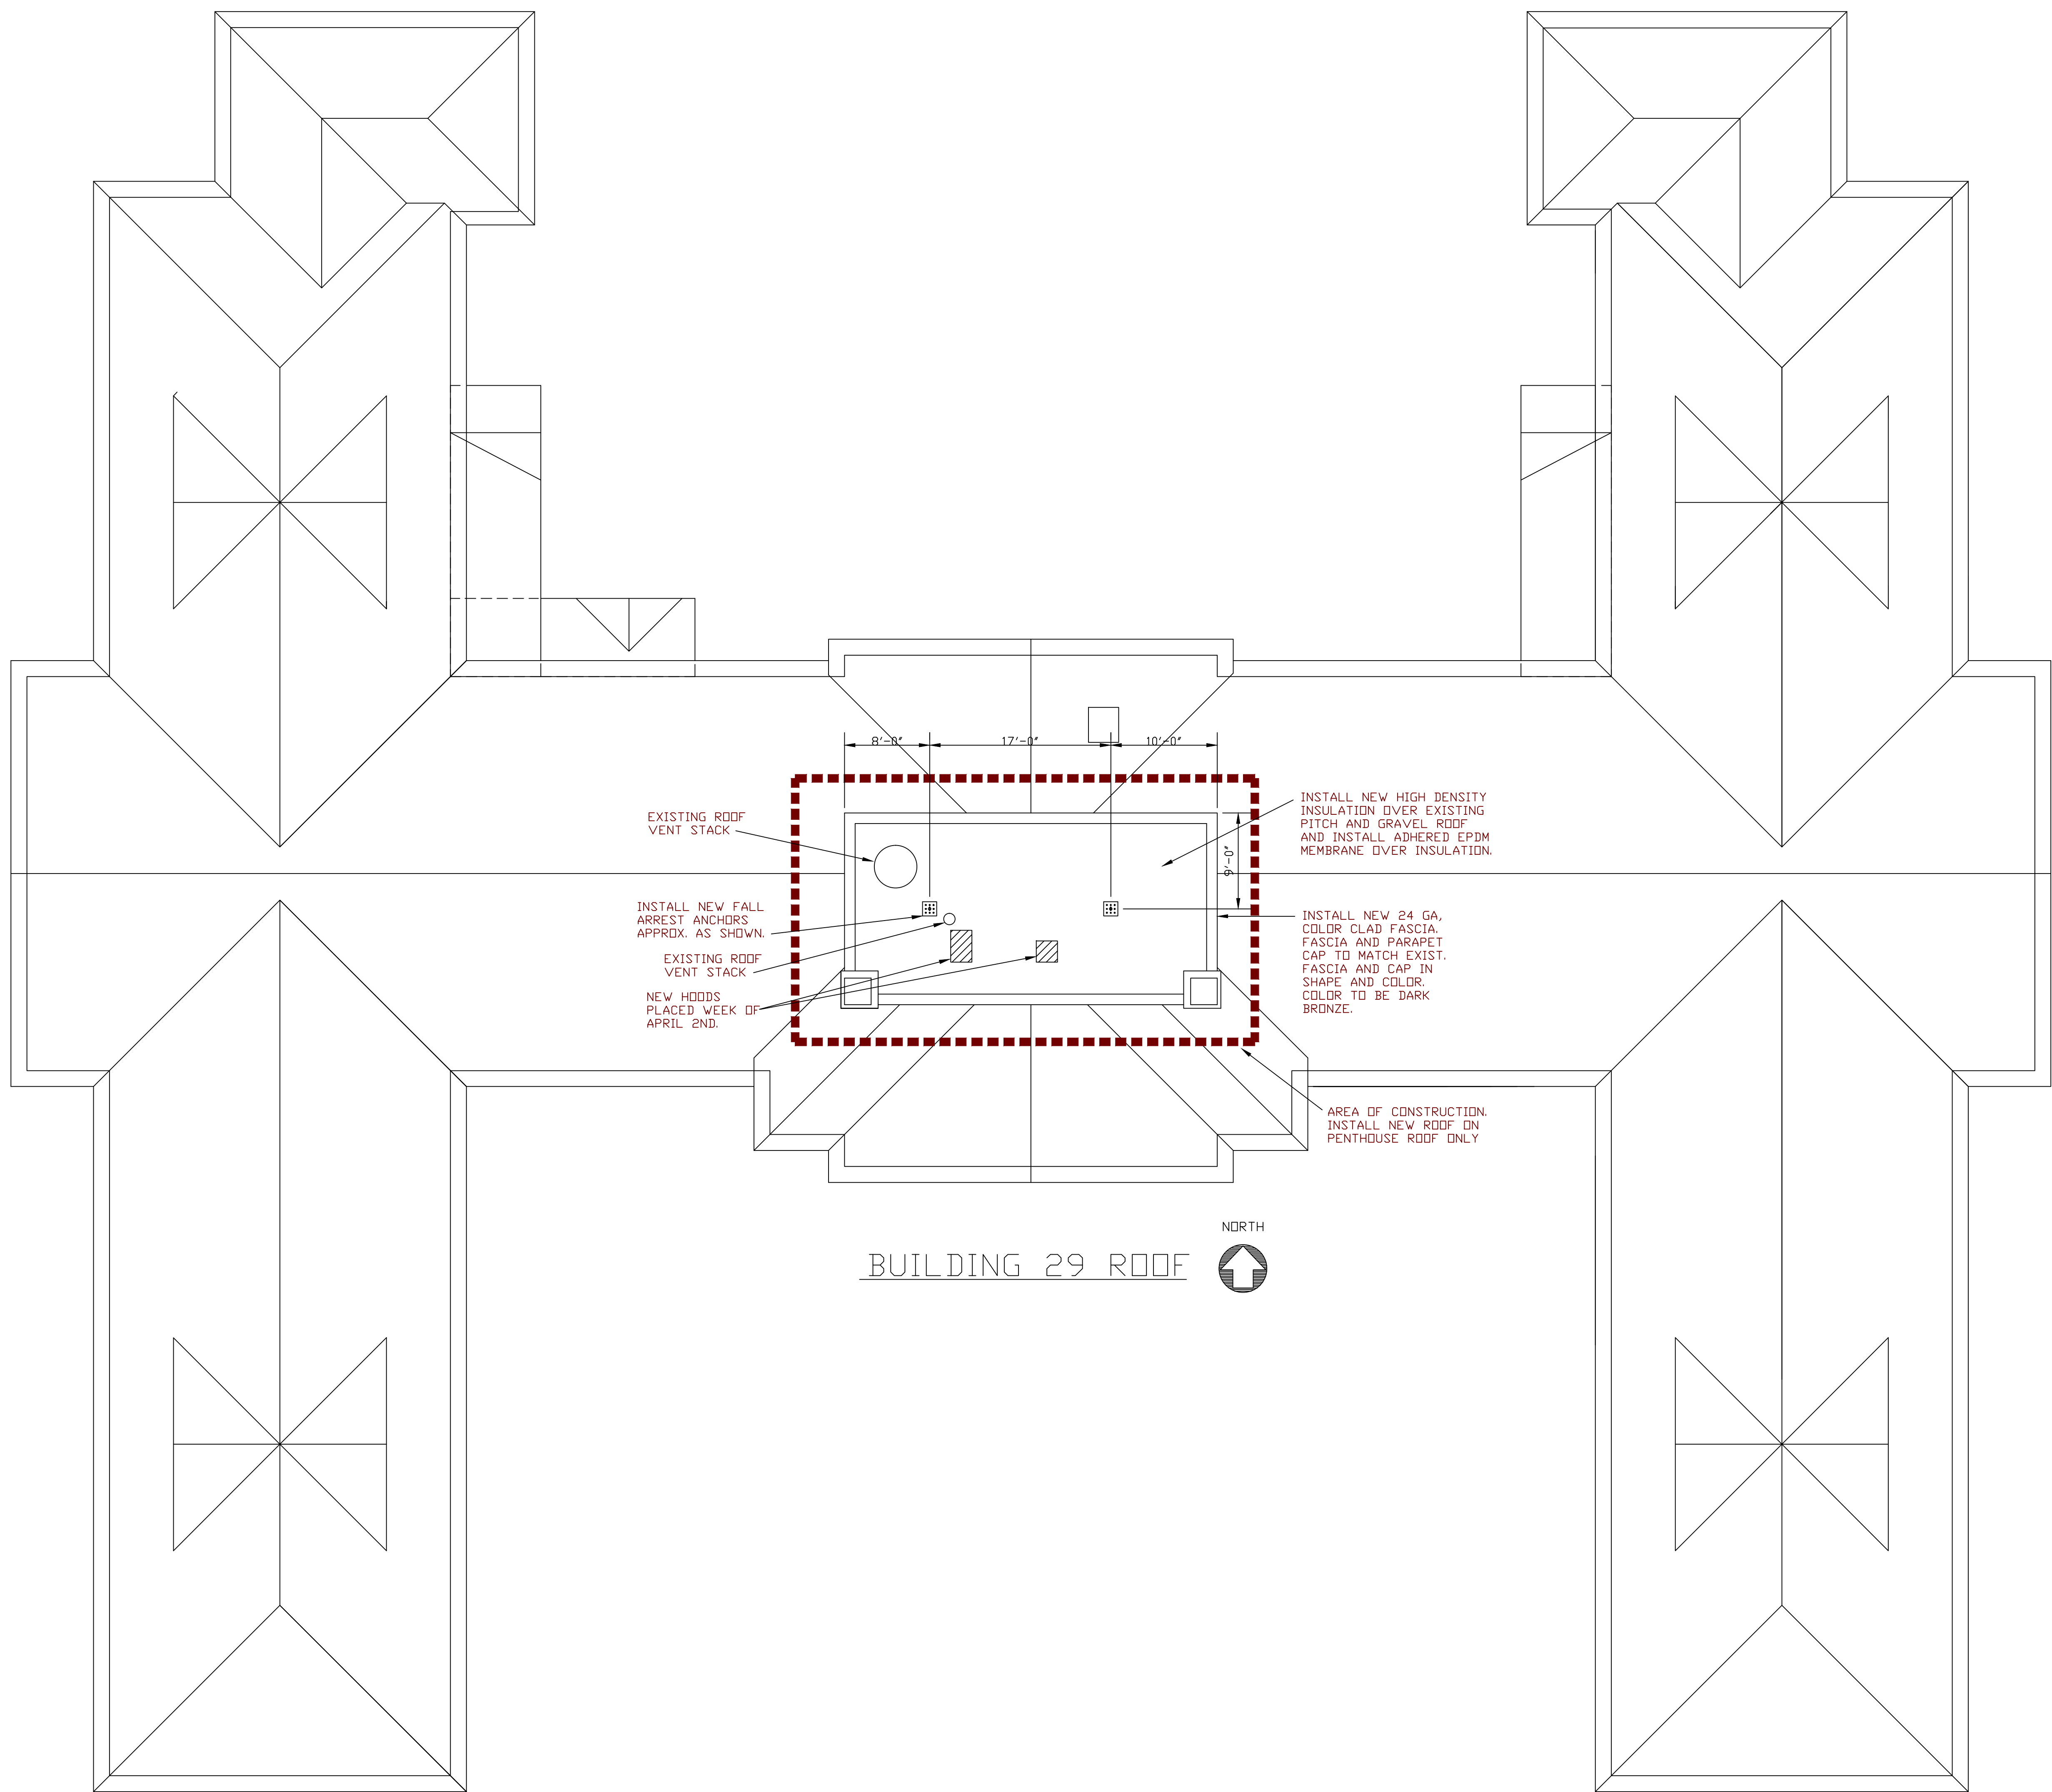 8'-0"
17'-0"
10'-0"
9'-0"
EXISTING ROOF
VENT STACK
INSTALL NEW FALL
ARREST ANCHORS
APPROX. AS SHOWN.
EXISTING ROOF
VENT STACK
NEW HOODS
PLACED WEEK OF
APRIL 2ND.
INSTALL NEW HIGH DENSITY
INSULATION OVER EXISTING
PITCH AND GRAVEL ROOF
AND INSTALL ADHERED EPDM
MEMBRANE OVER INSULATION.
INSTALL NEW 24 GA,
COLOR CLAD FASCIA.
FASCIA AND PARAPET
CAP TO MATCH EXIST.
FASCIA AND CAP IN
SHAPE AND COLOR.
COLOR TO BE DARK
BRONZE.
AREA OF CONSTRUCTION.
INSTALL NEW ROOF ON
PENTHOUSE ROOF ONLY
NORTH
BUILDING 29 ROOF